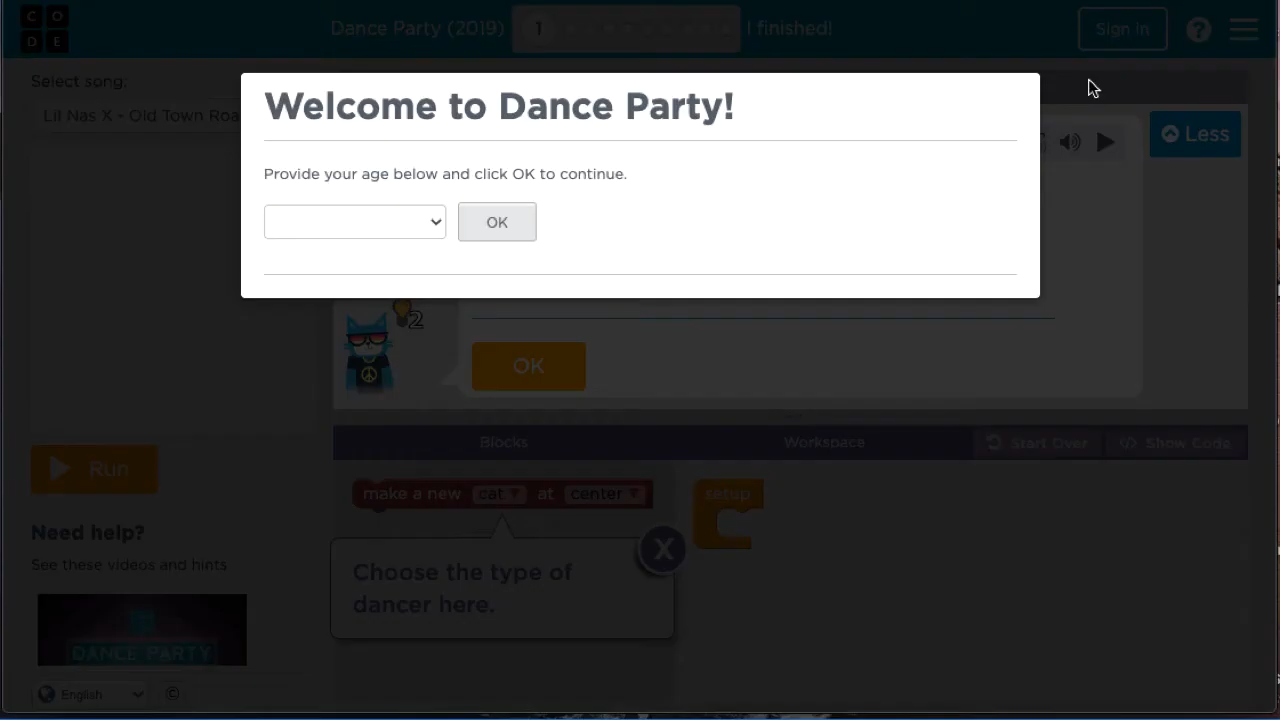 C O
D E
Dance Party (2019)
1
I finished!
Sign in
?
Select song:
Lil Nas X - Old Town Roa
Welcome to Dance Party!
Less
Provide your age below and click OK to continue.
OK
2
OK
Run
Blocks
Workspace
Start Over
Show Code
make a new cat at center
setup
X
Choose the type of
dancer here.
Need help?
See these videos and hints
DANCE PARTY
English
©